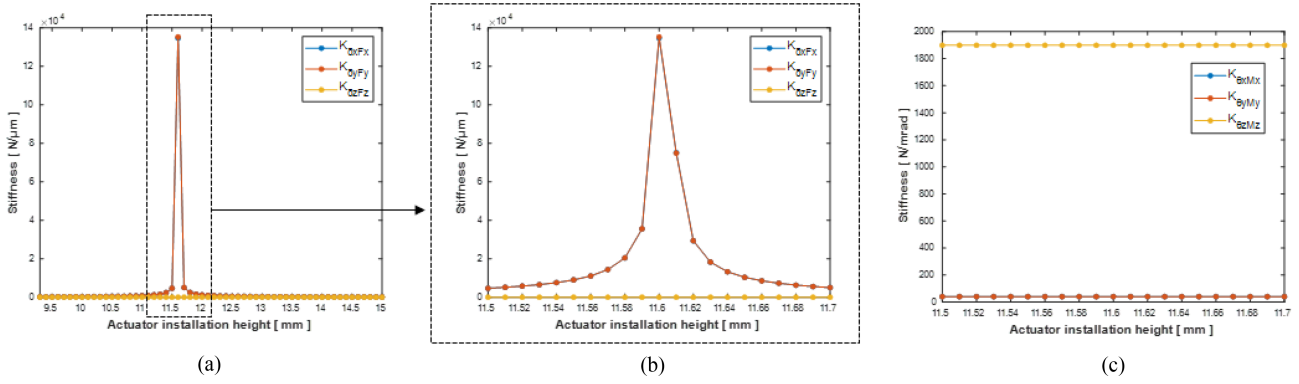 ×10⁴
14
12
10
8
6
4
2
0
Stiffness [ N/μm ]
K_δxFx
K_δyFy
K_δzFz
9.5 10 10.5 11 11.5 12 12.5 13 13.5 14 14.5 15
Actuator installation height [ mm ]
(a)
×10⁴
14
12
10
8
6
4
2
0
Stiffness [ N/μm ]
K_δxFx
K_δyFy
K_δzFz
11.5 11.52 11.54 11.56 11.58 11.6 11.62 11.64 11.66 11.68 11.7
Actuator installation height [ mm ]
(b)
2000
1800
1600
1400
1200
1000
800
600
400
200
0
Stiffness [ N/mrad ]
K_θxMx
K_θyMy
K_θzMz
11.5 11.52 11.54 11.56 11.58 11.6 11.62 11.64 11.66 11.68 11.7
Actuator installation height [ mm ]
(c)